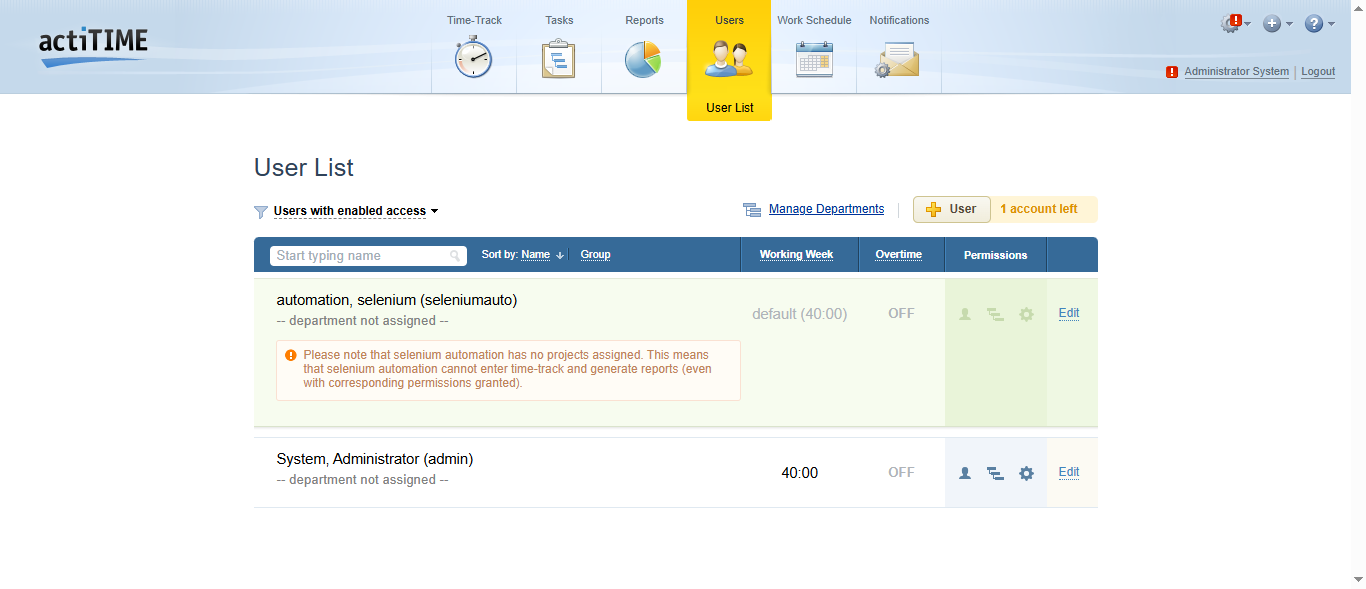 actiTIME
Time-Track
Tasks
Reports
Users
Work Schedule
Notifications
User List
Administrator System | Logout
User List
Users with enabled access
Manage Departments
User
1 account left
Start typing name
Sort by: Name
Group
Working Week
Overtime
Permissions
automation, selenium (seleniumauto)
-- department not assigned --
default (40:00)
OFF
Edit
Please note that selenium automation has no projects assigned. This means
that selenium automation cannot enter time-track and generate reports (even
with corresponding permissions granted).
System, Administrator (admin)
-- department not assigned --
40:00
OFF
Edit